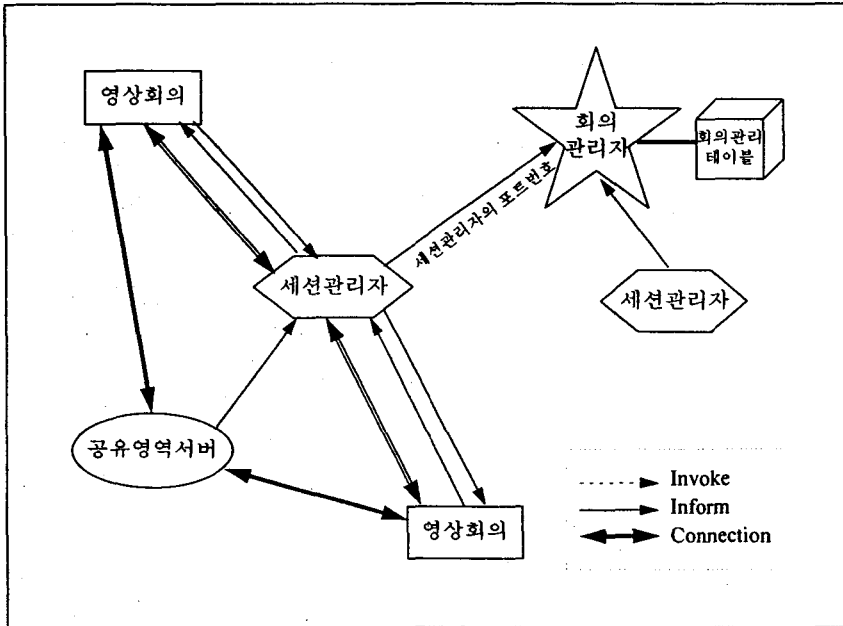 영상회의
회의
관리자
회의관리
테이블
세션관리자의 포트번호
세션관리자
세션관리자
공유영역서버
영상회의
Invoke
Inform
Connection